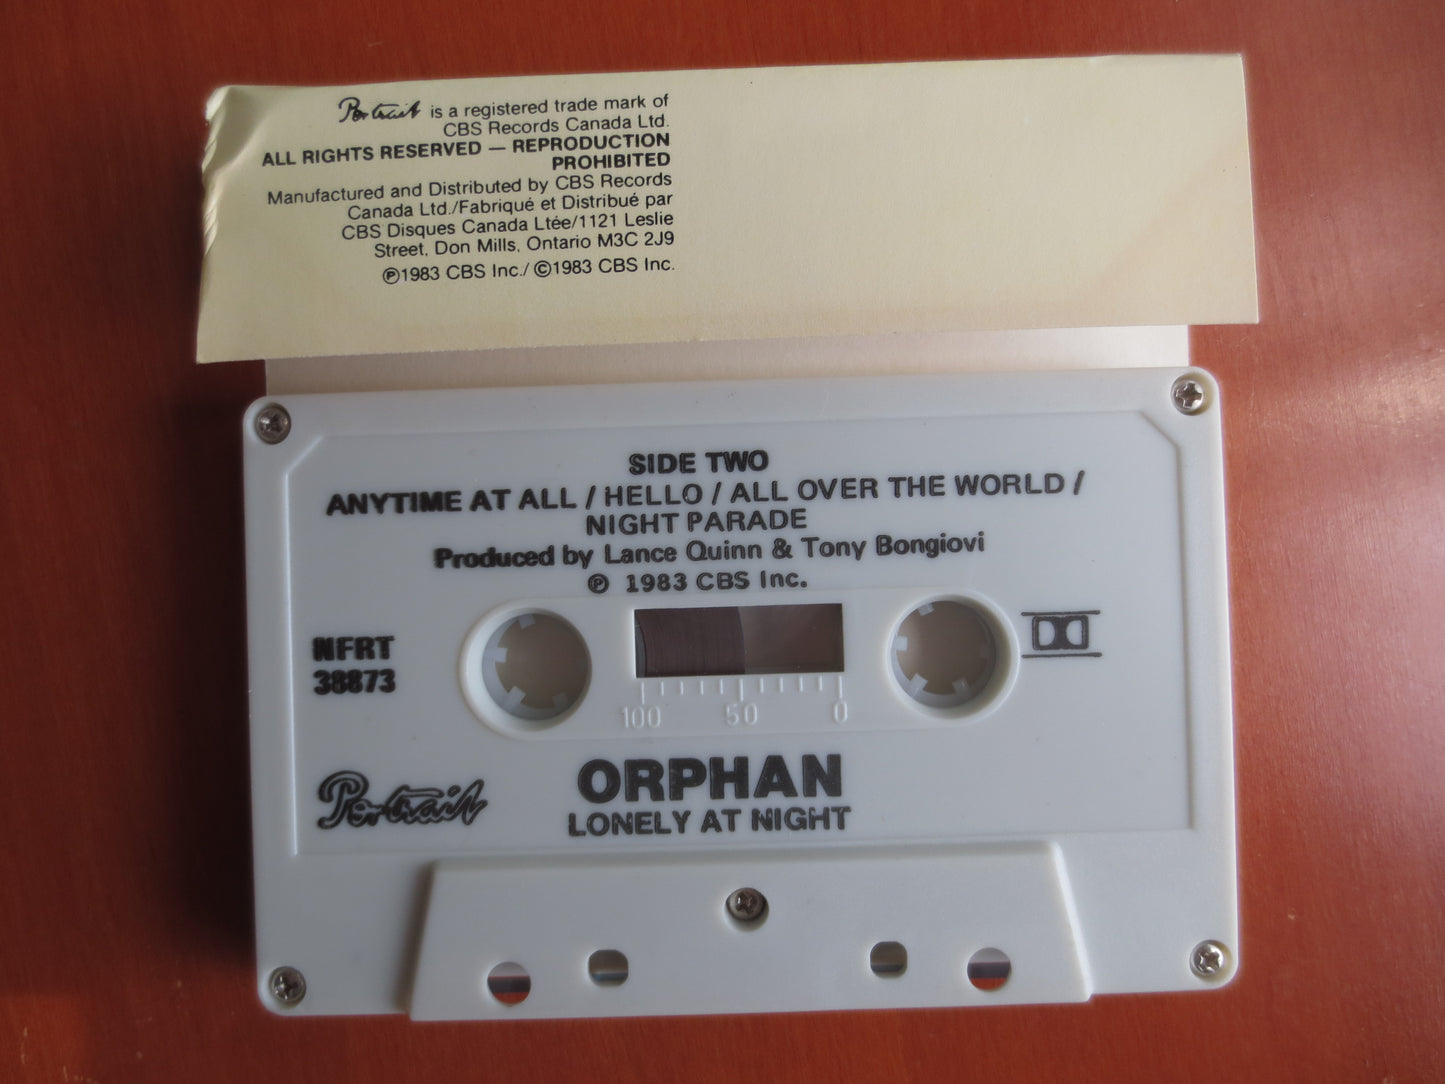 Portrait is a registered trade mark of
CBS Records Canada Ltd.
ALL RIGHTS RESERVED — REPRODUCTION
PROHIBITED
Manufactured and Distributed by CBS Records
Canada Ltd./Fabriqué et Distribué par
CBS Disques Canada Ltée/1121 Leslie
Street, Don Mills, Ontario M3C 2J9
℗1983 CBS Inc./ ©1983 CBS Inc.
SIDE TWO
ANYTIME AT ALL / HELLO / ALL OVER THE WORLD /
NIGHT PARADE
Produced by Lance Quinn & Tony Bongiovi
℗ 1983 CBS Inc.
NFRT
38873
100 50 0
Portrait
ORPHAN
LONELY AT NIGHT